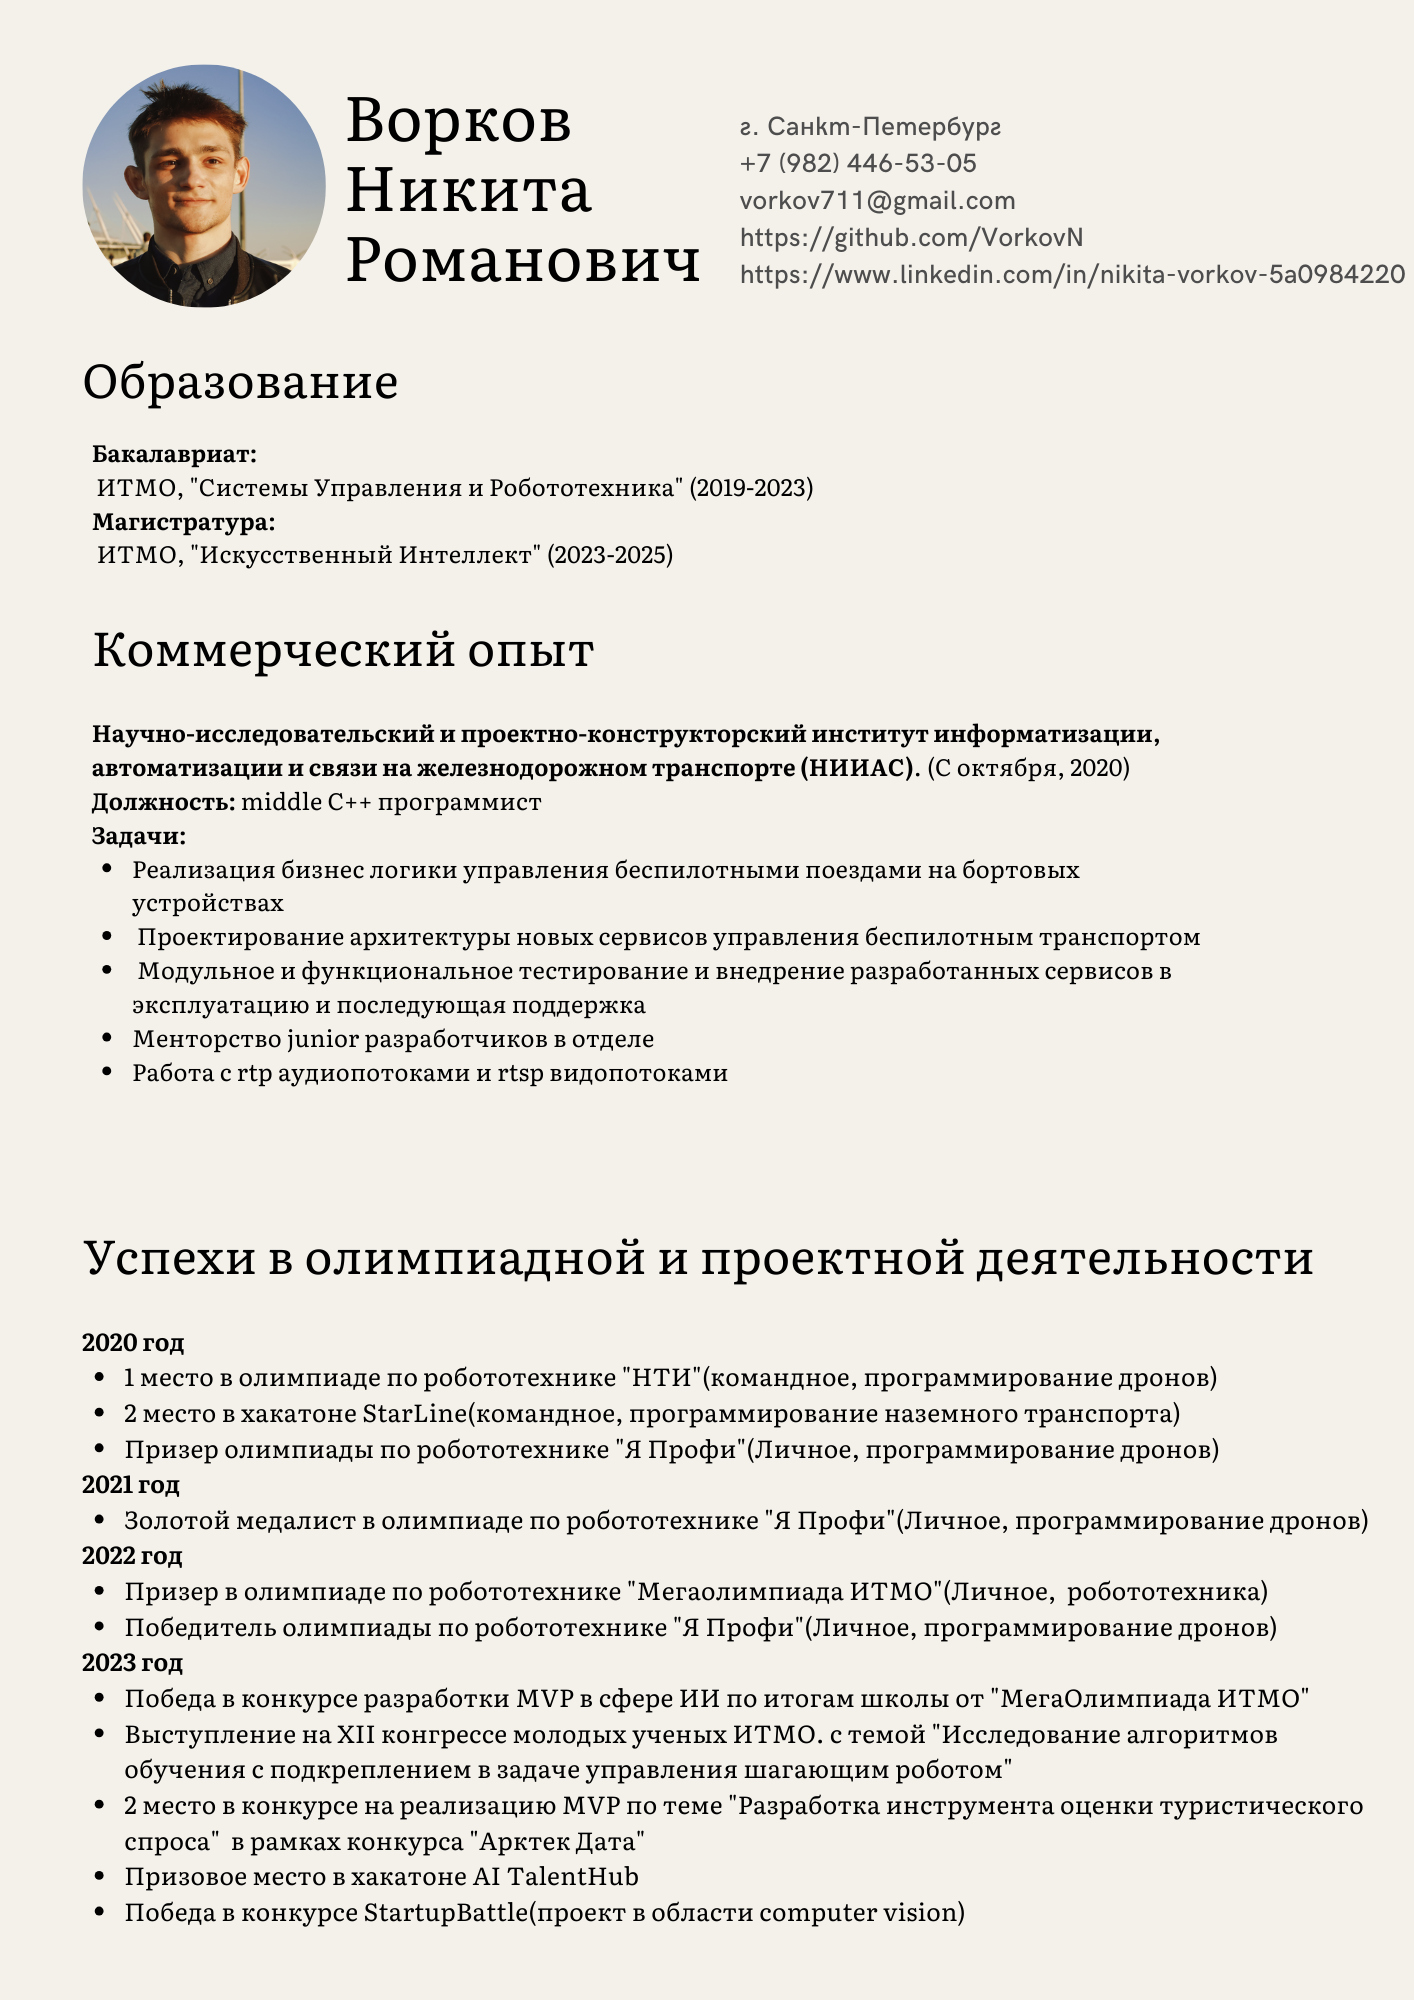 Ворков
Никита
Романович
г. Санкт-Петербург
+7 (982) 446-53-05
vorkov711@gmail.com
https://github.com/VorkovN
https://www.linkedin.com/in/nikita-vorkov-5a0984220
Образование
Бакалавриат:
ИТМО, "Системы Управления и Робототехника" (2019-2023)
Магистратура:
ИТМО, "Искусственный Интеллект" (2023-2025)
Коммерческий опыт
Научно-исследовательский и проектно-конструкторский институт информатизации,
автоматизации и связи на железнодорожном транспорте (НИИАС). (С октября, 2020)
Должность: middle C++ программист
Задачи:
• Реализация бизнес логики управления беспилотными поездами на бортовых
устройствах
• Проектирование архитектуры новых сервисов управления беспилотным транспортом
• Модульное и функциональное тестирование и внедрение разработанных сервисов в
эксплуатацию и последующая поддержка
• Менторство junior разработчиков в отделе
• Работа с rtp аудиопотоками и rtsp видопотоками
Успехи в олимпиадной и проектной деятельности
2020 год
• 1 место в олимпиаде по робототехнике "НТИ"(командное, программирование дронов)
• 2 место в хакатоне StarLine(командное, программирование наземного транспорта)
• Призер олимпиады по робототехнике "Я Профи"(Личное, программирование дронов)
2021 год
• Золотой медалист в олимпиаде по робототехнике "Я Профи"(Личное, программирование дронов)
2022 год
• Призер в олимпиаде по робототехнике "Мегаолимпиада ИТМО"(Личное, робототехника)
• Победитель олимпиады по робототехнике "Я Профи"(Личное, программирование дронов)
2023 год
• Победа в конкурсе разработки MVP в сфере ИИ по итогам школы от "МегаОлимпиада ИТМО"
• Выступление на XII конгрессе молодых ученых ИТМО. с темой "Исследование алгоритмов
обучения с подкреплением в задаче управления шагающим роботом"
• 2 место в конкурсе на реализацию MVP по теме "Разработка инструмента оценки туристического
спроса" в рамках конкурса "Арктек Дата"
• Призовое место в хакатоне AI TalentHub
• Победа в конкурсе StartupBattle(проект в области computer vision)